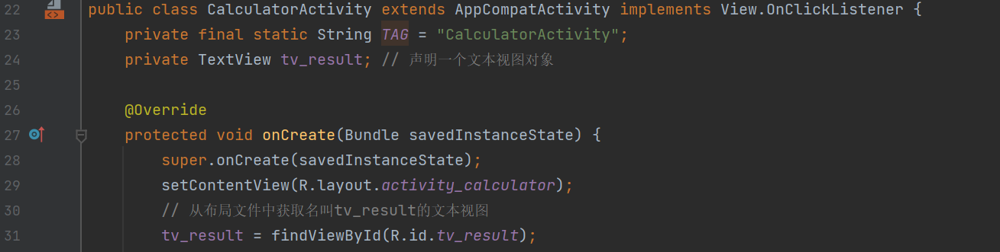 22 public class CalculatorActivity extends AppCompatActivity implements View.OnClickListener {
23 private final static String TAG = "CalculatorActivity";
24 private TextView tv_result; // 声明一个文本视图对象
25
26 @Override
27 protected void onCreate(Bundle savedInstanceState) {
28 super.onCreate(savedInstanceState);
29 setContentView(R.layout.activity_calculator);
30 // 从布局文件中获取名叫tv_result的文本视图
31 tv_result = findViewById(R.id.tv_result);